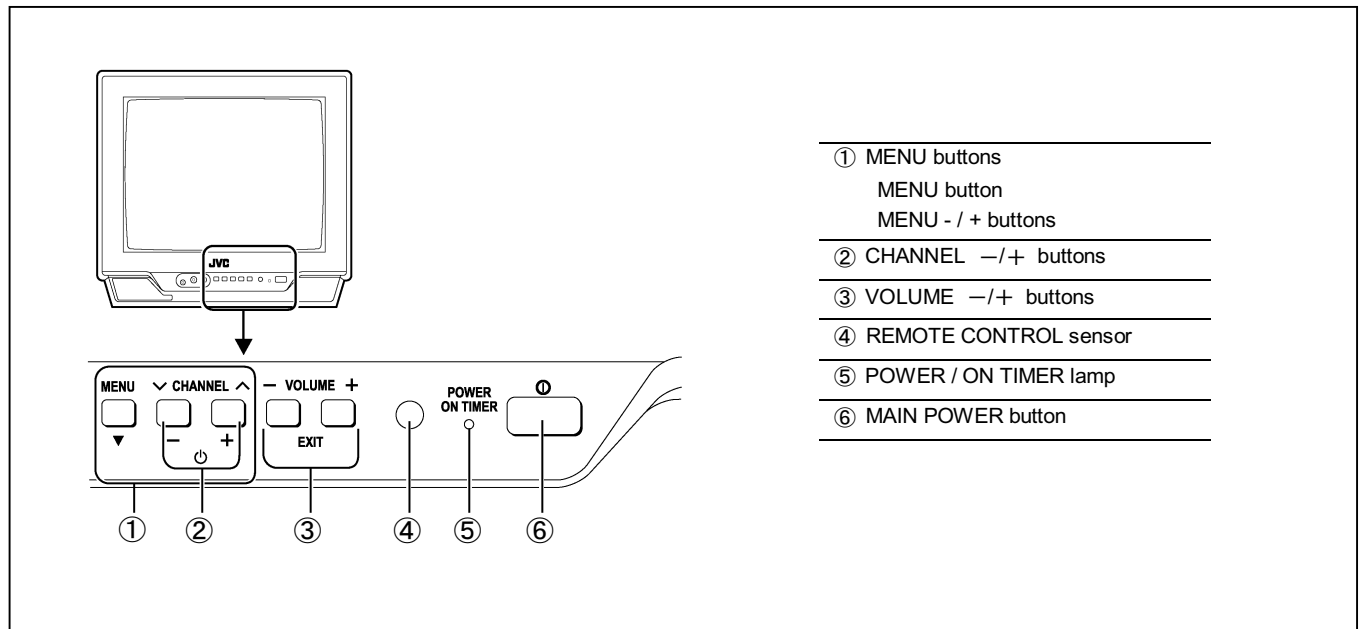 JVC
MENU ∨ CHANNEL ∧ − VOLUME +
POWER
ON TIMER
▼ − + EXIT
① ② ③ ④ ⑤ ⑥
① MENU buttons
MENU button
MENU - / + buttons
② CHANNEL −/+ buttons
③ VOLUME −/+ buttons
④ REMOTE CONTROL sensor
⑤ POWER / ON TIMER lamp
⑥ MAIN POWER button